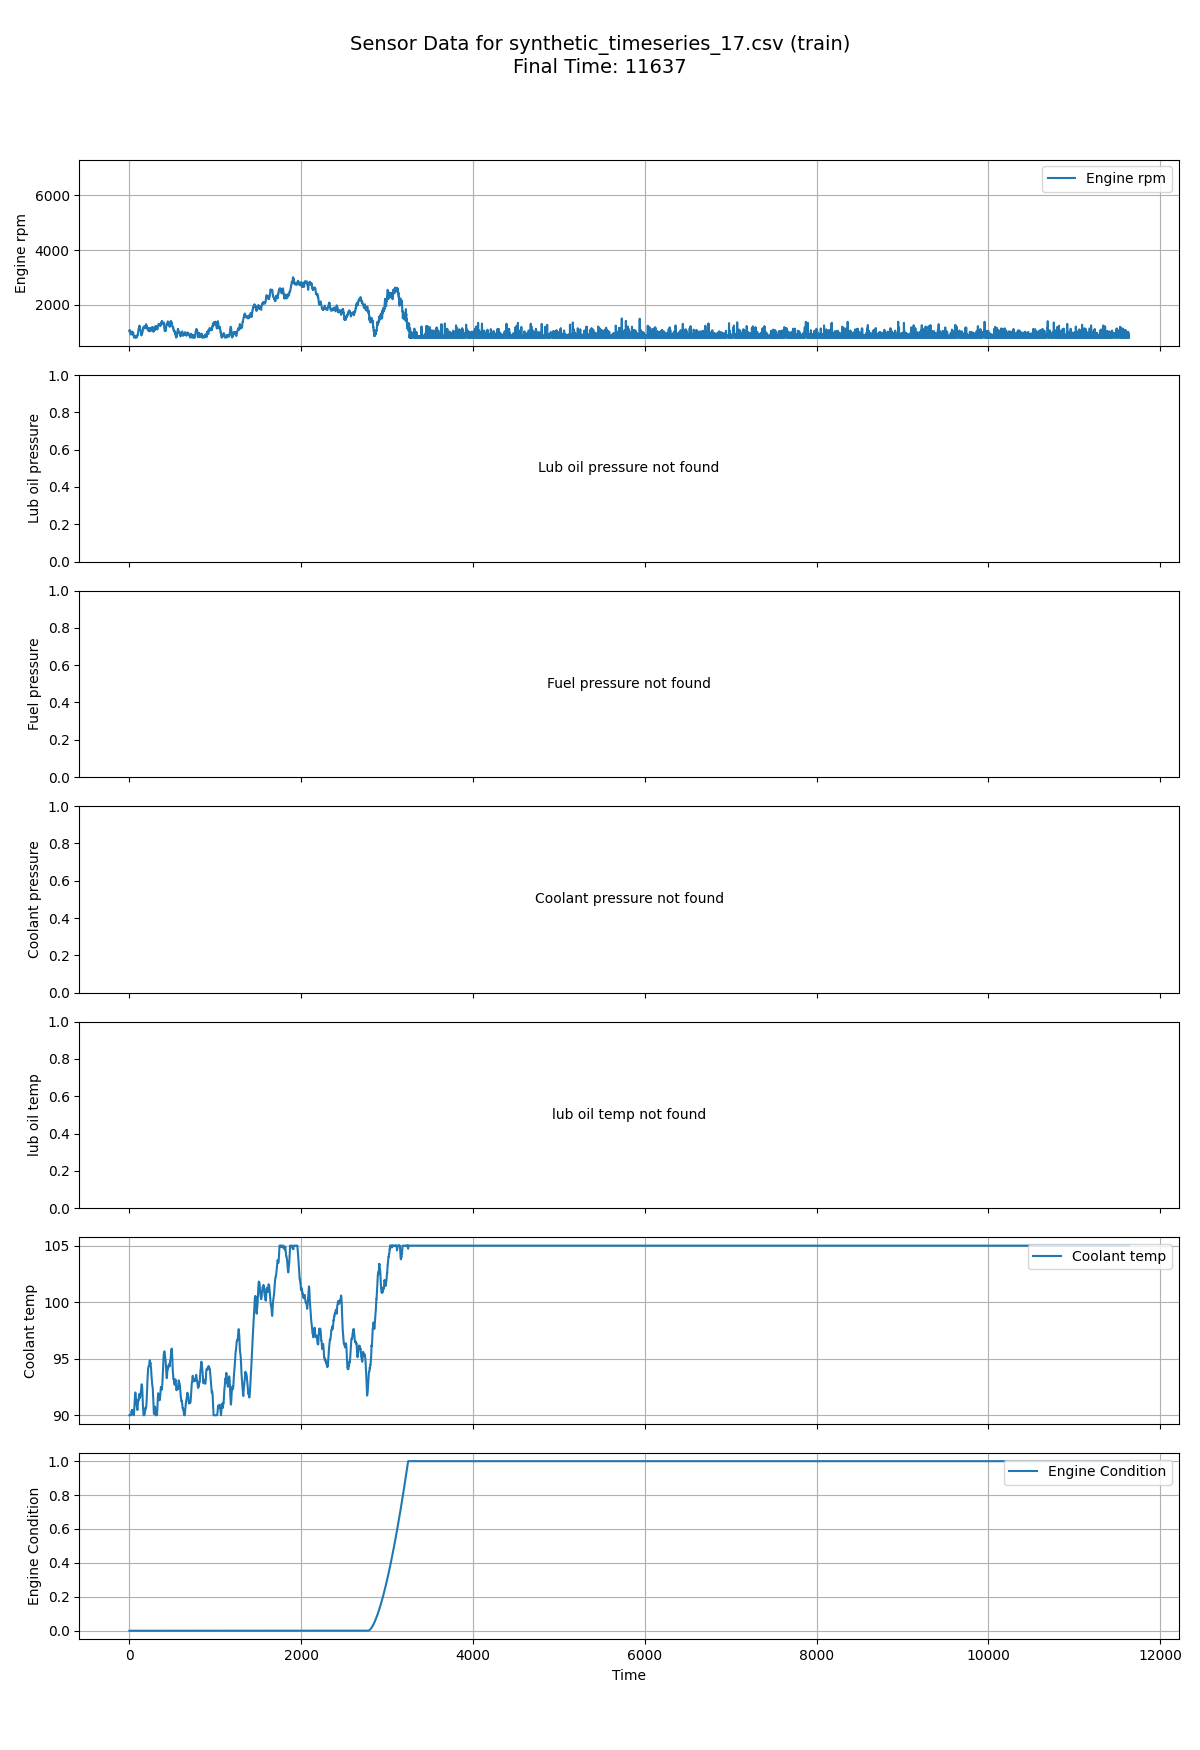 Sensor Data for synthetic_timeseries_17.csv (train)
Final Time: 11637
Engine rpm
6000
4000
2000
Engine rpm
Lub oil pressure
1.0
0.8
0.6
0.4
0.2
0.0
Lub oil pressure not found
Fuel pressure
1.0
0.8
0.6
0.4
0.2
0.0
Fuel pressure not found
Coolant pressure
1.0
0.8
0.6
0.4
0.2
0.0
Coolant pressure not found
lub oil temp
1.0
0.8
0.6
0.4
0.2
0.0
lub oil temp not found
Coolant temp
105
100
95
90
Coolant temp
Engine Condition
1.0
0.8
0.6
0.4
0.2
0.0
Engine Condition
0 2000 4000 6000 8000 10000 12000
Time